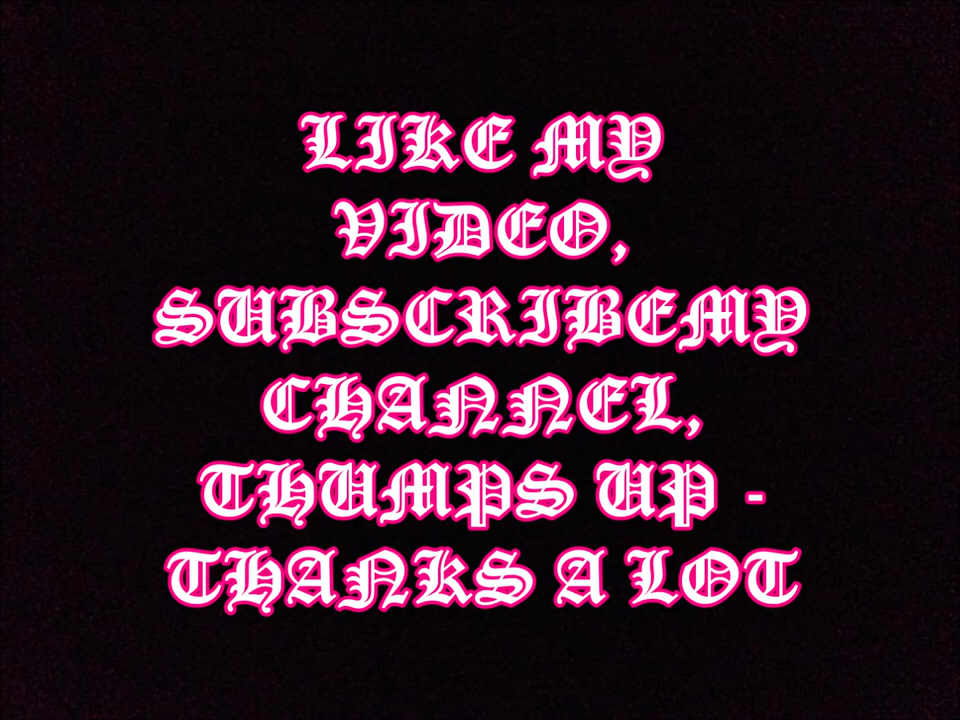 LIKE MY
VIDEO,
SUBSCRIBEMY
CHANNEL,
THUMPS UP -
THANKS A LOT